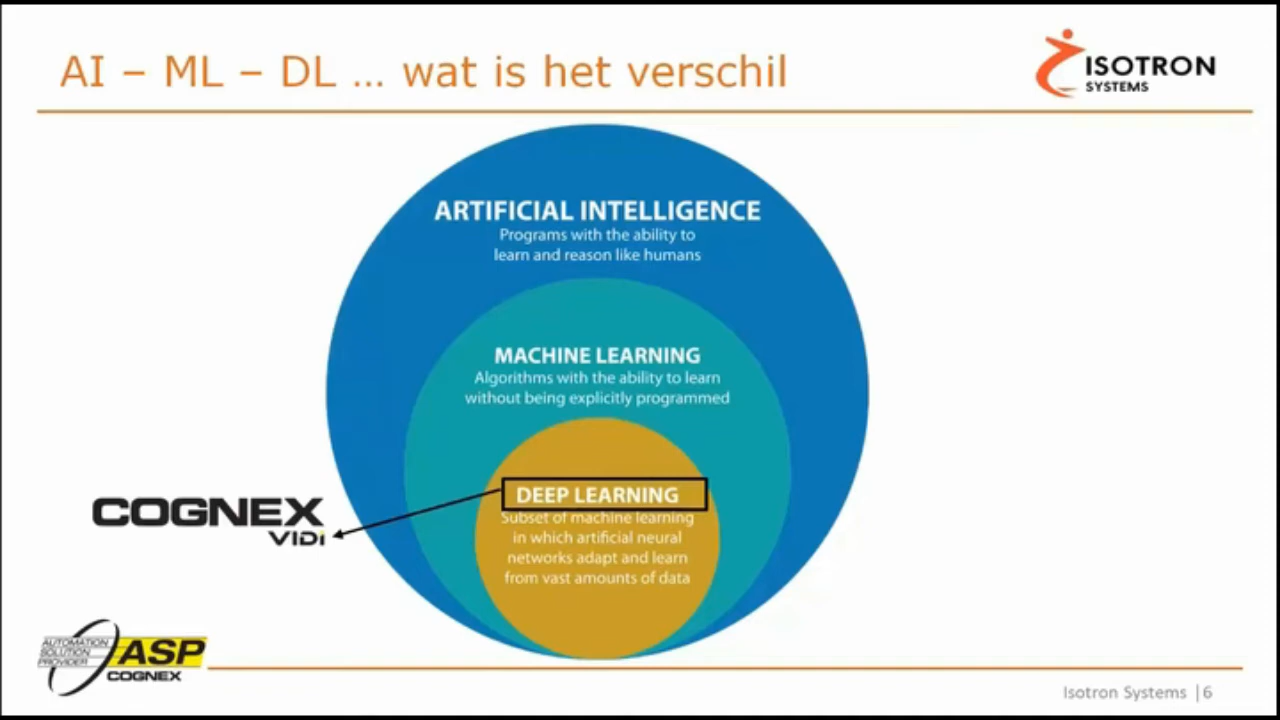 AI – ML – DL ... wat is het verschil
ISOTRON
SYSTEMS
ARTIFICIAL INTELLIGENCE
Programs with the ability to
learn and reason like humans
MACHINE LEARNING
Algorithms with the ability to learn
without being explicitly programmed
DEEP LEARNING
Subset of machine learning
in which artificial neural
networks adapt and learn
from vast amounts of data
COGNEX
VIDI
AUTOMATION
SOLUTION
PROVIDER
ASP
COGNEX
Isotron Systems | 6